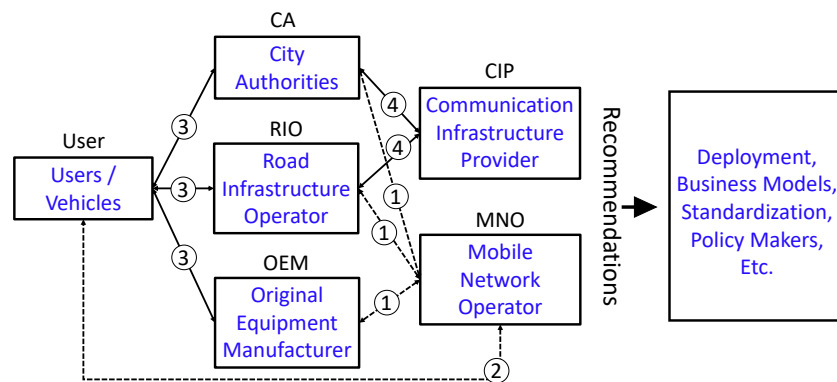 CA
City
Authorities
CIP
Communication
Infrastructure
Provider
User
Users /
Vehicles
RIO
Road
Infrastructure
Operator
MNO
Mobile
Network
Operator
OEM
Original
Equipment
Manufacturer
3
3
3
4
4
1
1
1
2
Recommendations
Deployment,
Business Models,
Standardization,
Policy Makers,
Etc.